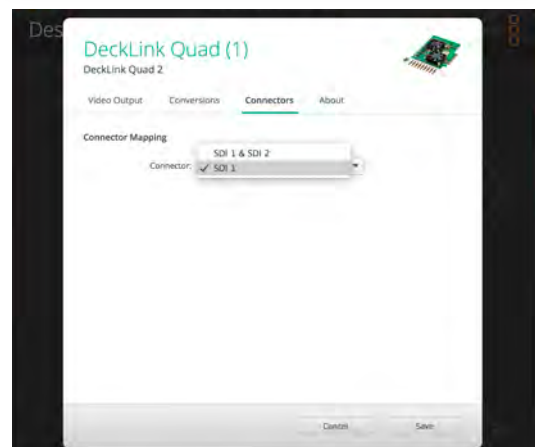 Des
DeckLink Quad (1)
DeckLink Quad 2
Video Output Conversions Connectors About
Connector Mapping
SDI 1 & SDI 2
Connector: ✓ SDI 1
Cancel Save